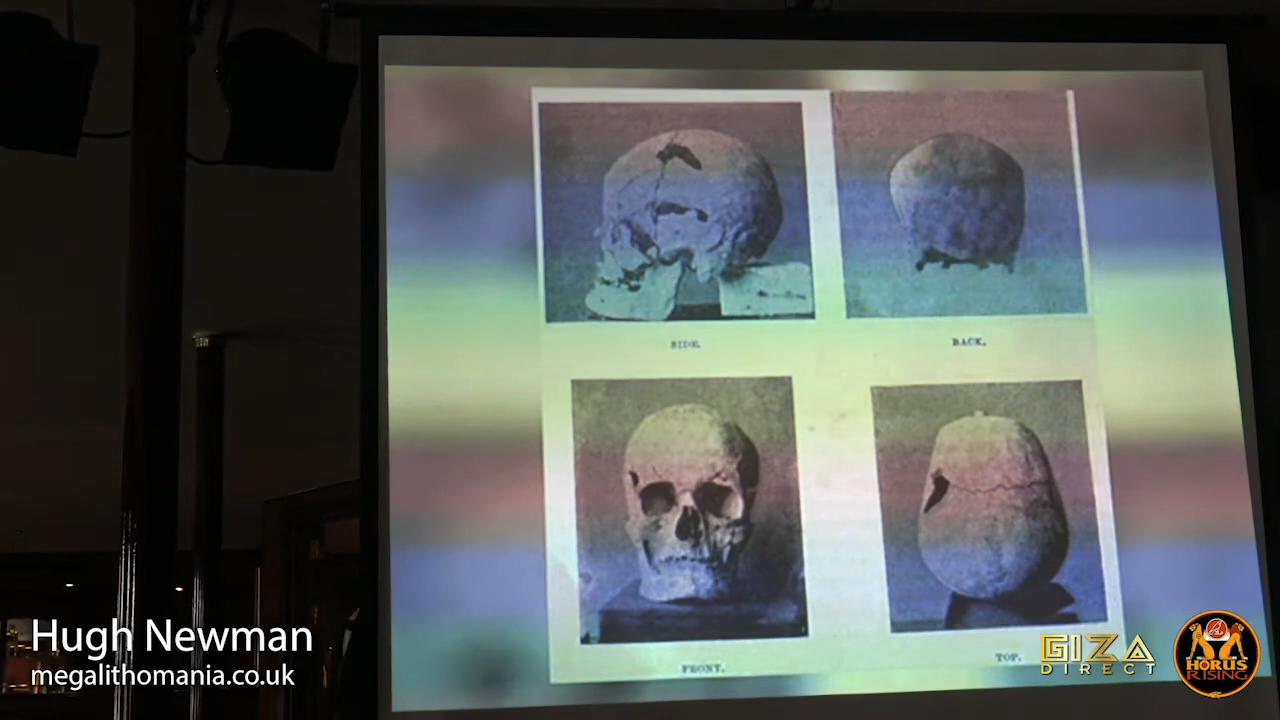 SIDE.
BACK.
FRONT.
TOP.
Hugh Newman
megalithomania.co.uk
GIZA
DIRECT
HORUS
RISING